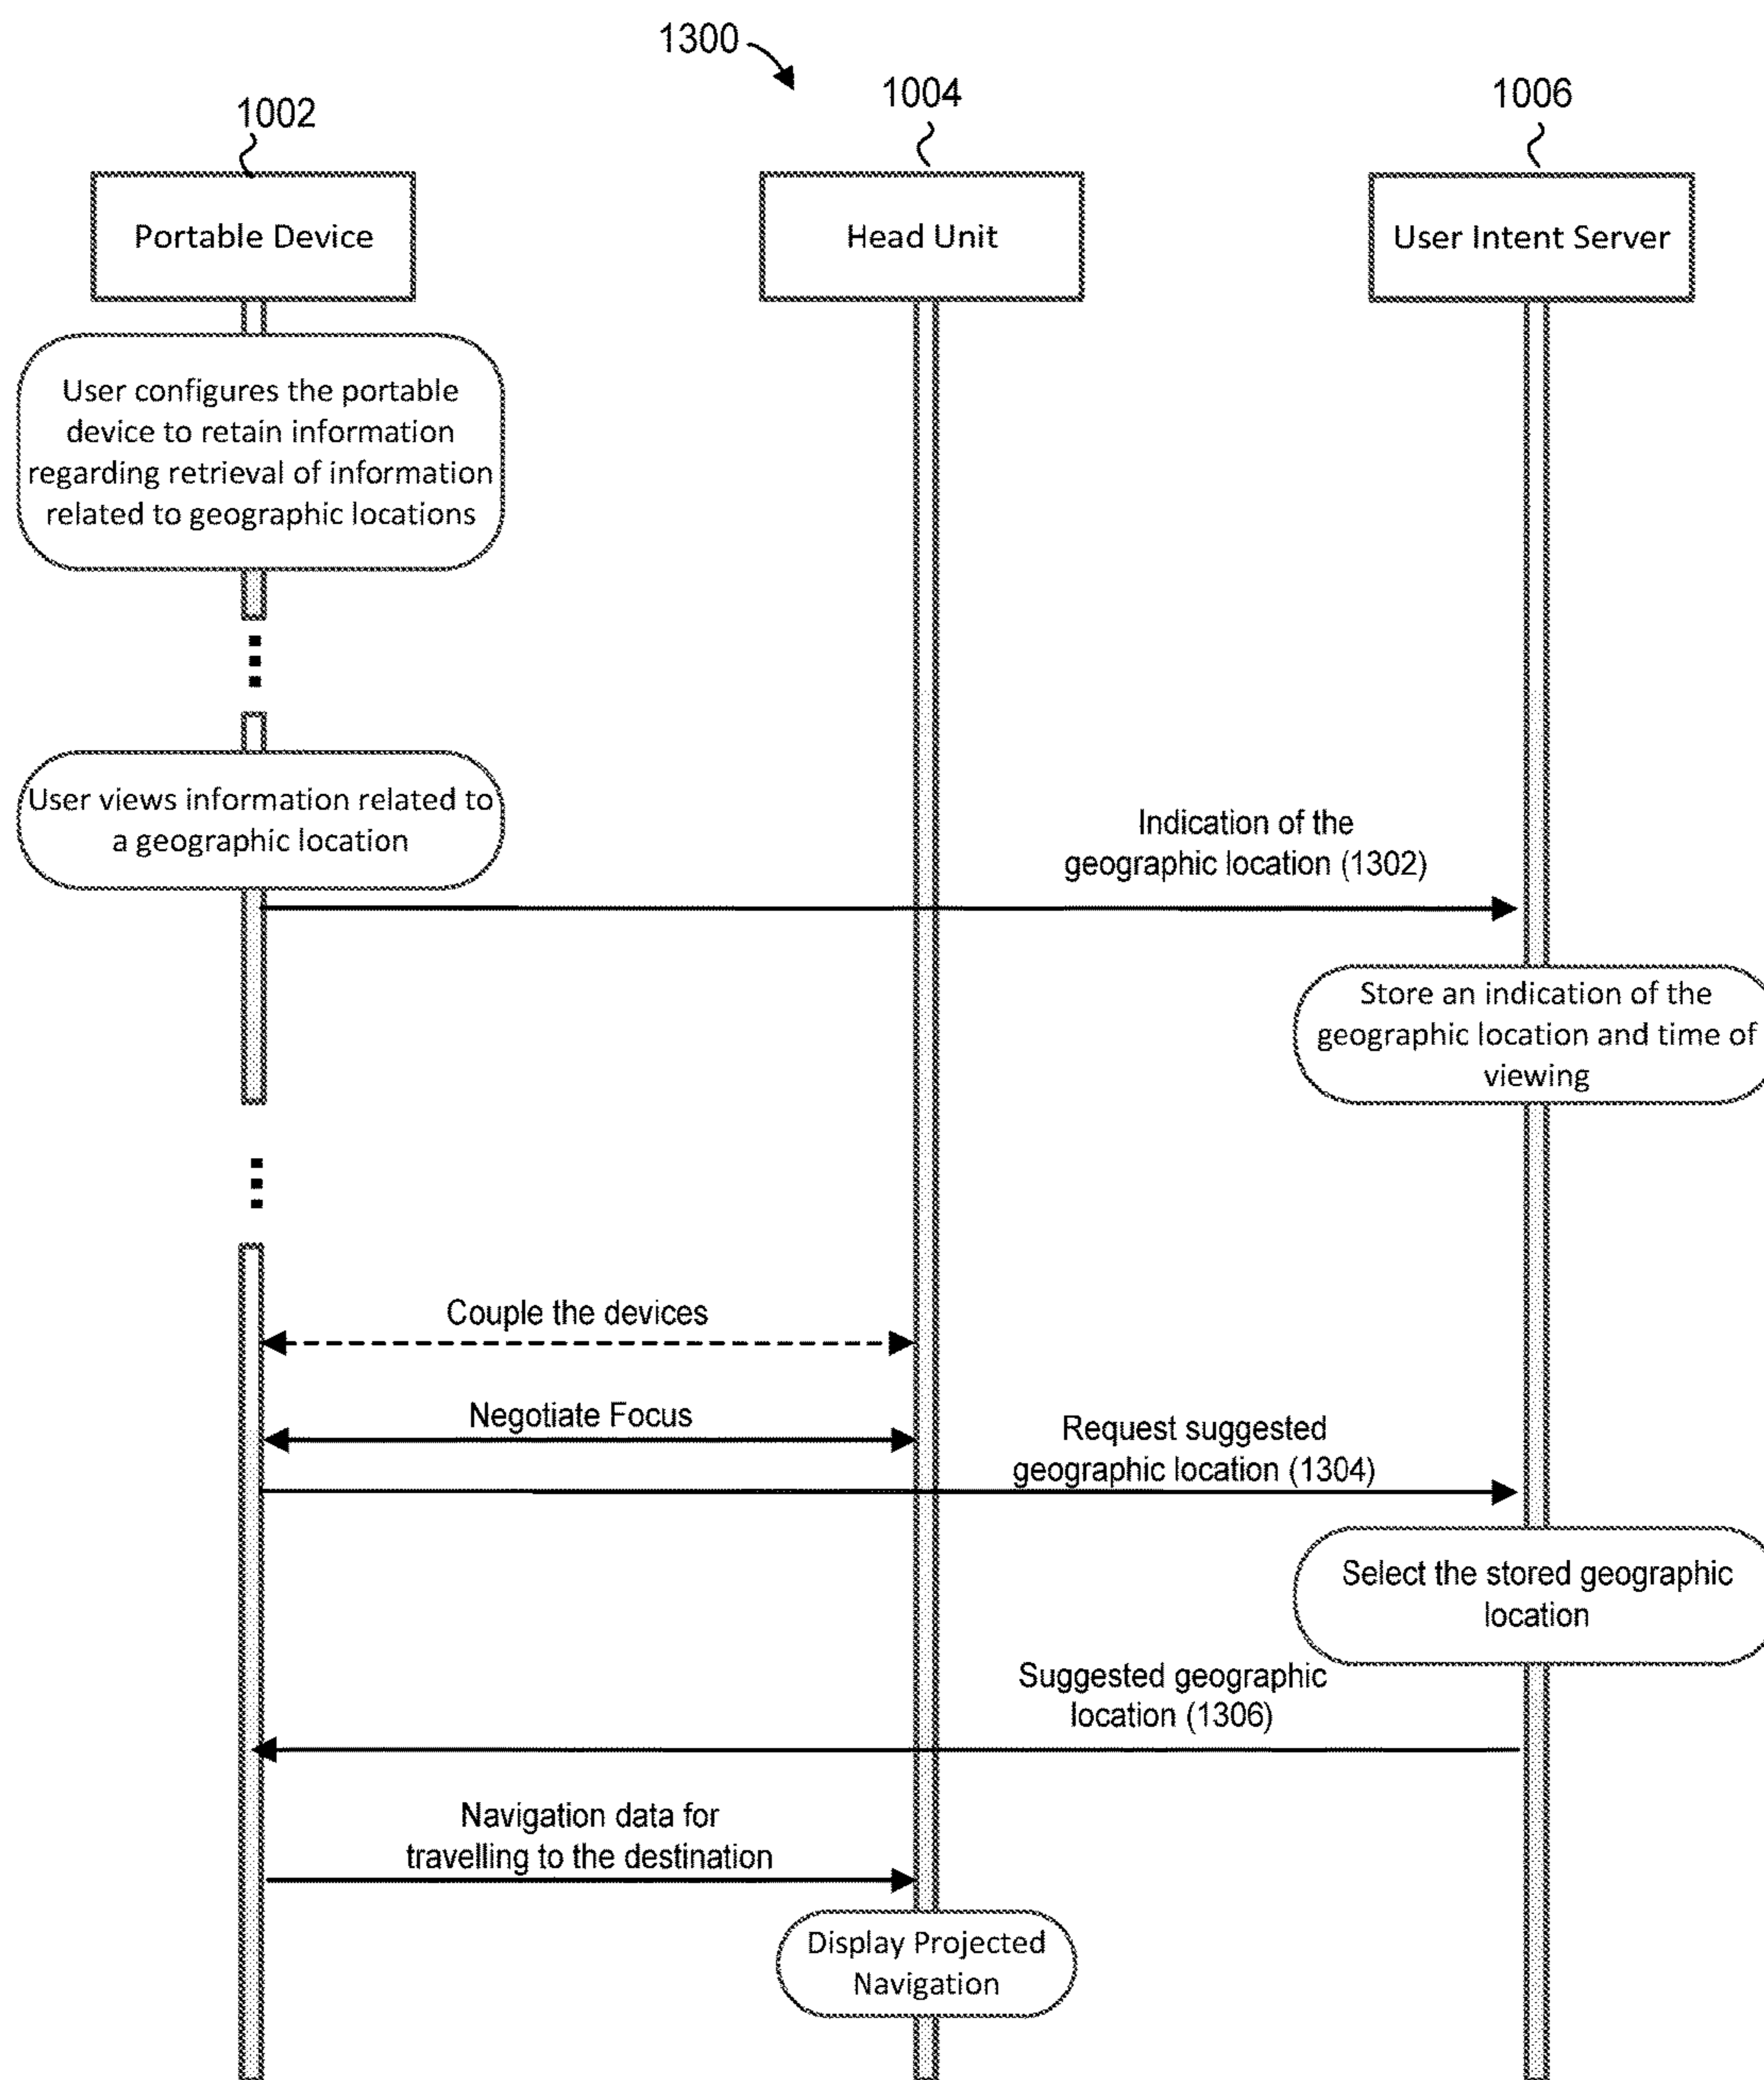 1300
1002
1004
1006
Portable Device
Head Unit
User Intent Server
User configures the portable
device to retain information
regarding retrieval of information
related to geographic locations
User views information related to
a geographic location
Indication of the
geographic location (1302)
Store an indication of the
geographic location and time of
viewing
Couple the devices
Negotiate Focus
Request suggested
geographic location (1304)
Select the stored geographic
location
Suggested geographic
location (1306)
Navigation data for
travelling to the destination
Display Projected
Navigation